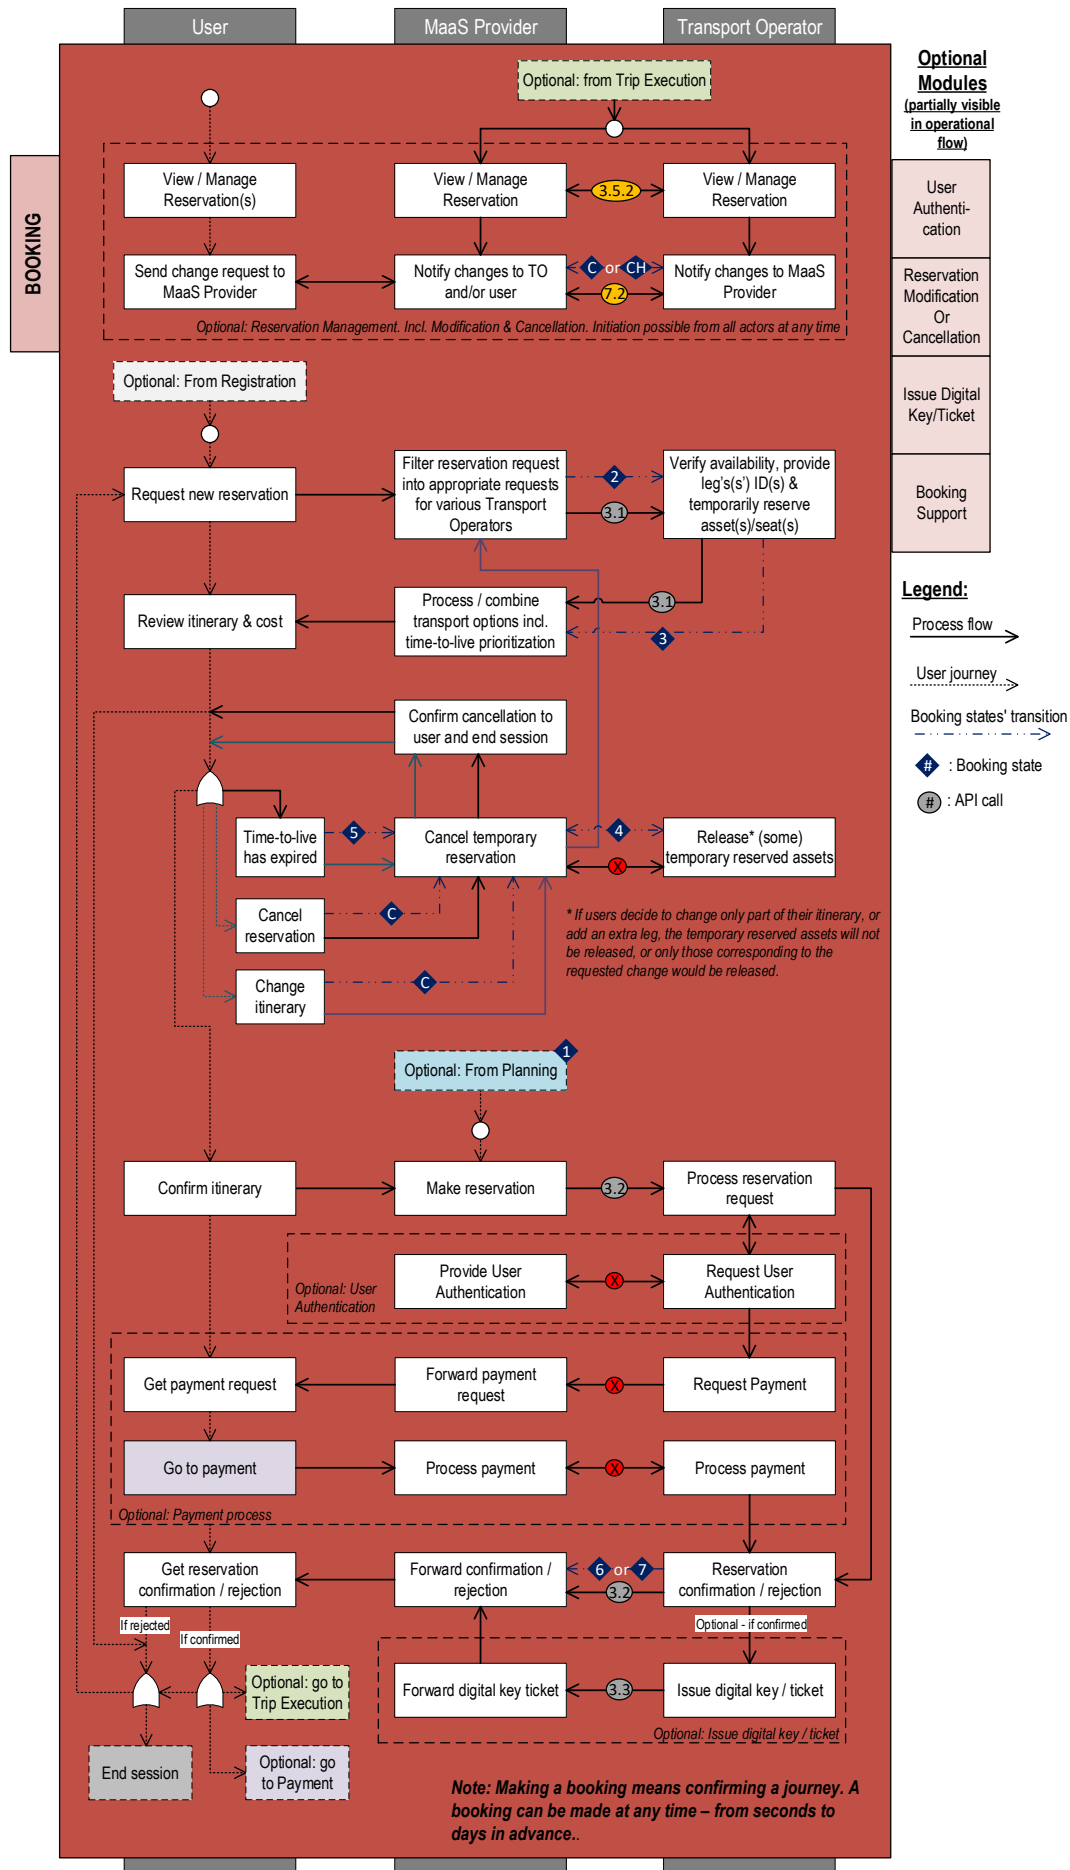 User
MaaS Provider
Transport Operator
Optional
Modules
(partially visible
in operational
flow)
Optional: from Trip Execution
BOOKING
View / Manage
Reservation(s)
View / Manage
Reservation
3.5.2
View / Manage
Reservation
User
Authenti-
cation
Send change request to
MaaS Provider
Notify changes to TO
and/or user
C or CH
7.2
Notify changes to MaaS
Provider
Reservation
Modification
Or
Cancellation
Optional: Reservation Management. Incl. Modification & Cancellation. Initiation possible from all actors at any time
Optional: From Registration
Issue Digital
Key/Ticket
Request new reservation
Filter reservation request
into appropriate requests
for various Transport
Operators
2
3.1
Verify availability, provide
leg's(s') ID(s) &
temporarily reserve
asset(s)/seat(s)
Booking
Support
Review itinerary & cost
Process / combine
transport options incl.
time-to-live prioritization
3.1
3
Legend:
Process flow
User journey
Booking states' transition
# : Booking state
# : API call
Confirm cancellation to
user and end session
Time-to-live
has expired
5
Cancel temporary
reservation
4
X
Release* (some)
temporary reserved assets
Cancel
reservation
C
Change
itinerary
C
* If users decide to change only part of their itinerary, or
add an extra leg, the temporary reserved assets will not
be released, or only those corresponding to the
requested change would be released.
1
Optional: From Planning
Confirm itinerary
Make reservation
3.2
Process reservation
request
Optional: User
Authentication
Provide User
Authentication
X
Request User
Authentication
Get payment request
Forward payment
request
X
Request Payment
Go to payment
Process payment
X
Process payment
Optional: Payment process
Get reservation
confirmation / rejection
Forward confirmation /
rejection
6 or 7
3.2
Reservation
confirmation / rejection
If rejected
If confirmed
Optional - if confirmed
Optional: go to
Trip Execution
Forward digital key ticket
3.3
Issue digital key / ticket
Optional: Issue digital key / ticket
End session
Optional: go
to Payment
Note: Making a booking means confirming a journey. A
booking can be made at any time – from seconds to
days in advance..